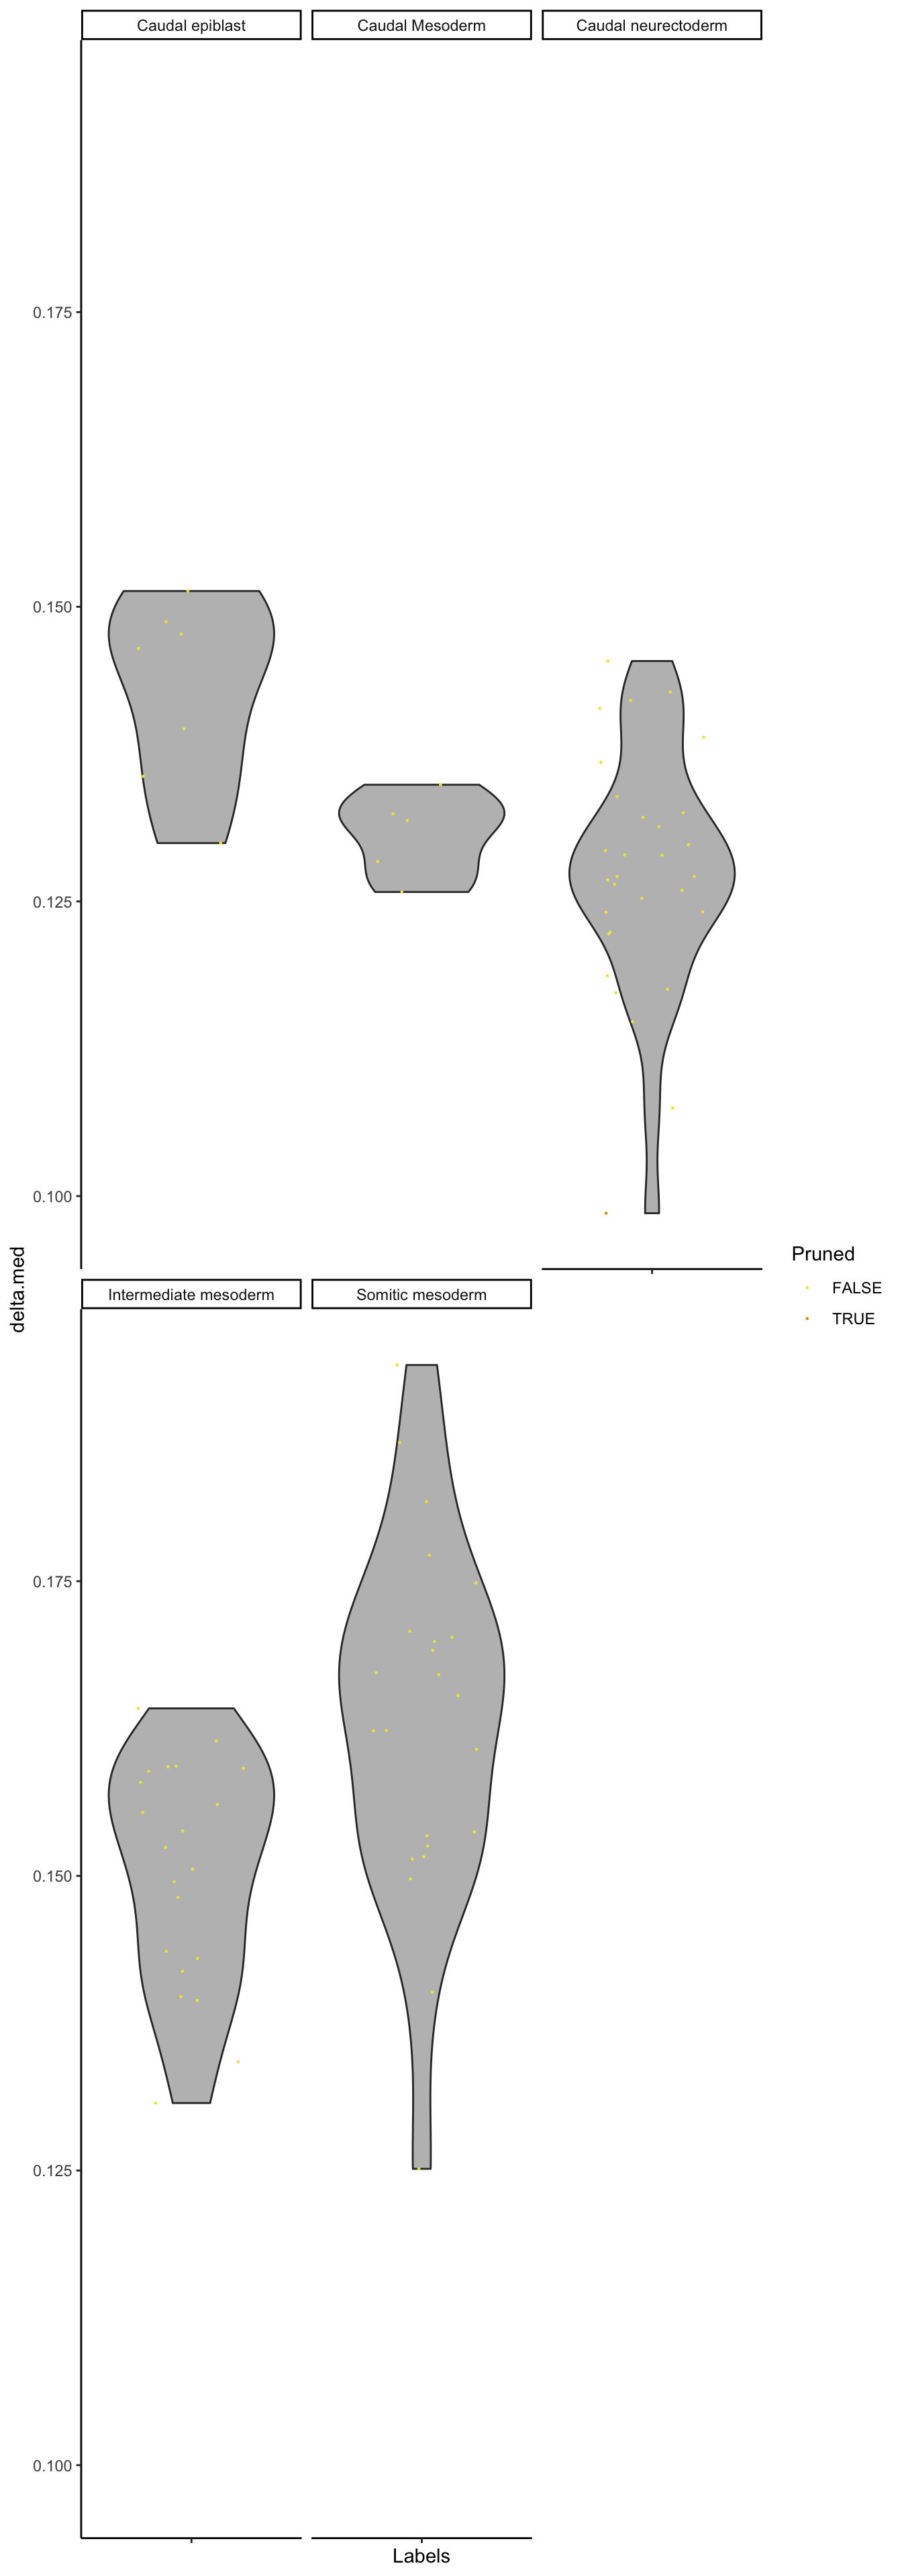 Caudal epiblast
Caudal Mesoderm
Caudal neurectoderm
0.175
0.150
0.125
0.100
delta.med
Intermediate mesoderm
Somitic mesoderm
0.175
0.150
0.125
0.100
Labels
Pruned
FALSE
TRUE